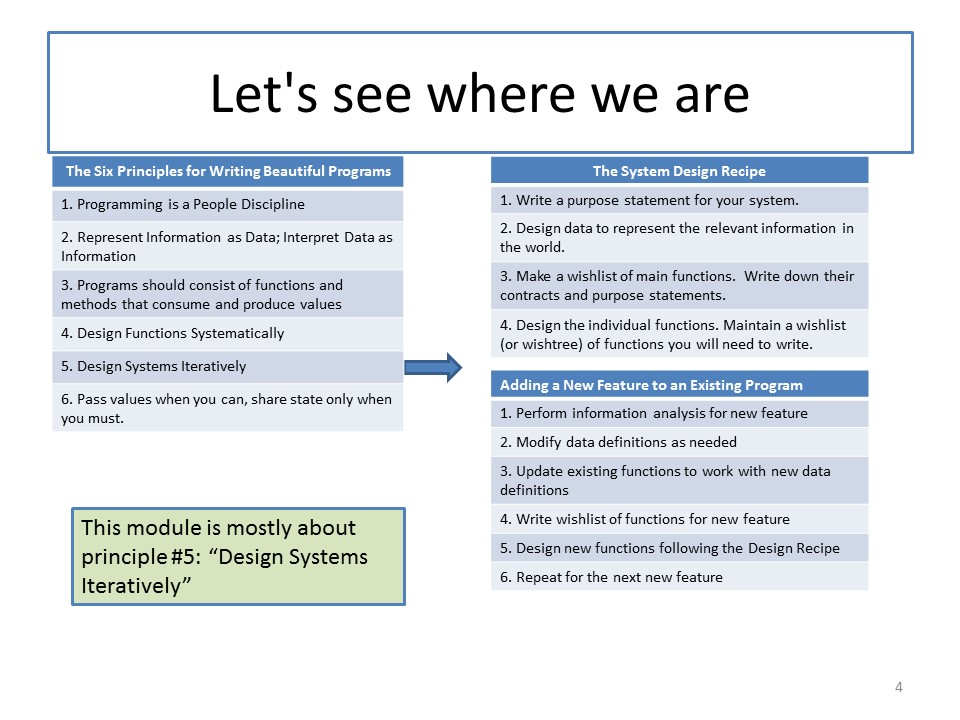 Let's see where we are
The Six Principles for Writing Beautiful Programs
1. Programming is a People Discipline
2. Represent Information as Data; Interpret Data as
Information
3. Programs should consist of functions and
methods that consume and produce values
4. Design Functions Systematically
5. Design Systems Iteratively
6. Pass values when you can, share state only when
you must.
This module is mostly about
principle #5: “Design Systems
Iteratively”
The System Design Recipe
1. Write a purpose statement for your system.
2. Design data to represent the relevant information in
the world.
3. Make a wishlist of main functions.  Write down their
contracts and purpose statements.
4. Design the individual functions. Maintain a wishlist
(or wishtree) of functions you will need to write.
Adding a New Feature to an Existing Program
1. Perform information analysis for new feature
2. Modify data definitions as needed
3. Update existing functions to work with new data
definitions
4. Write wishlist of functions for new feature
5. Design new functions following the Design Recipe
6. Repeat for the next new feature
4